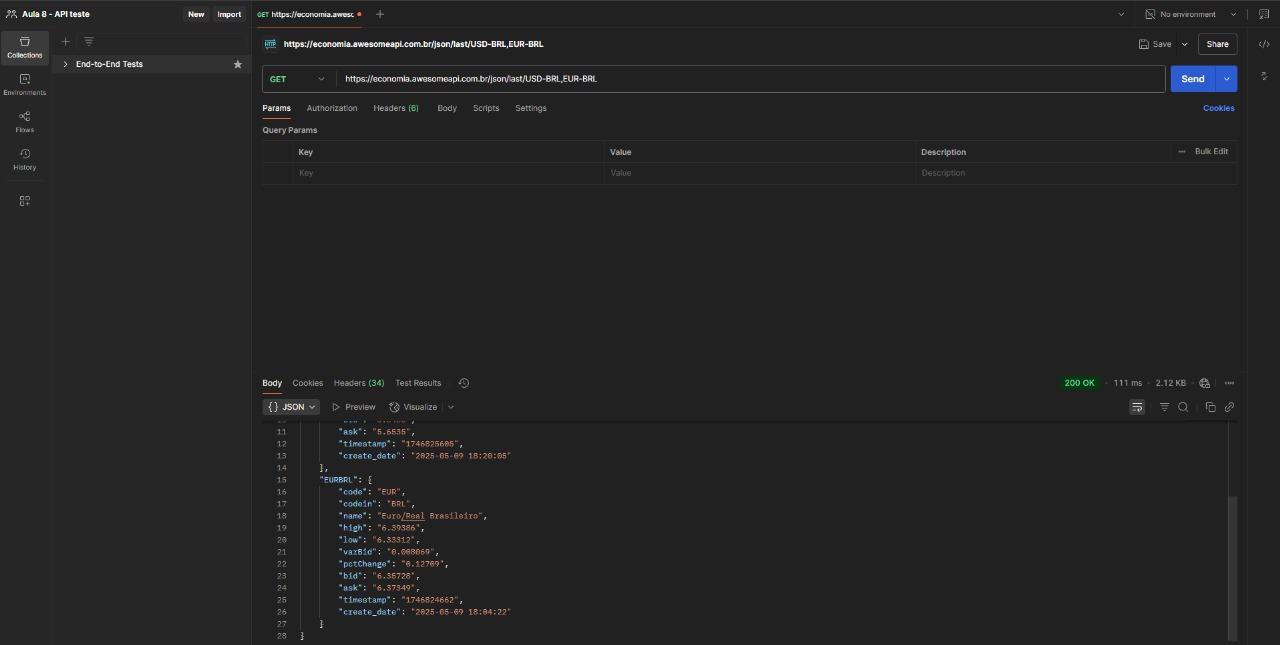 Aula 8 - API teste
New Import
GET https://economia.awesc
No environment
Collections
Environments
Flows
History
End-to-End Tests
HTTP https://economia.awesomeapi.com.br/json/last/USD-BRL,EUR-BRL
Save
Share
GET https://economia.awesomeapi.com.br/json/last/USD-BRL,EUR-BRL
Send
Params Authorization Headers (6) Body Scripts Settings
Cookies
Query Params
Key Value Description Bulk Edit
Key Value Description
Body Cookies Headers (34) Test Results
200 OK 111 ms 2.12 KB
{} JSON Preview Visualize
11 "ask": "5.6535",
12 "timestamp": "1746825605",
13 "create_date": "2025-05-09 18:20:05"
14 },
15 "EURBRL": {
16 "code": "EUR",
17 "codein": "BRL",
18 "name": "Euro/Real Brasileiro",
19 "high": "6.39386",
20 "low": "6.33312",
21 "varBid": "0.008069",
22 "pctChange": "0.12709",
23 "bid": "6.35728",
24 "ask": "6.37349",
25 "timestamp": "1746824662",
26 "create_date": "2025-05-09 18:04:22"
27 }
28 }